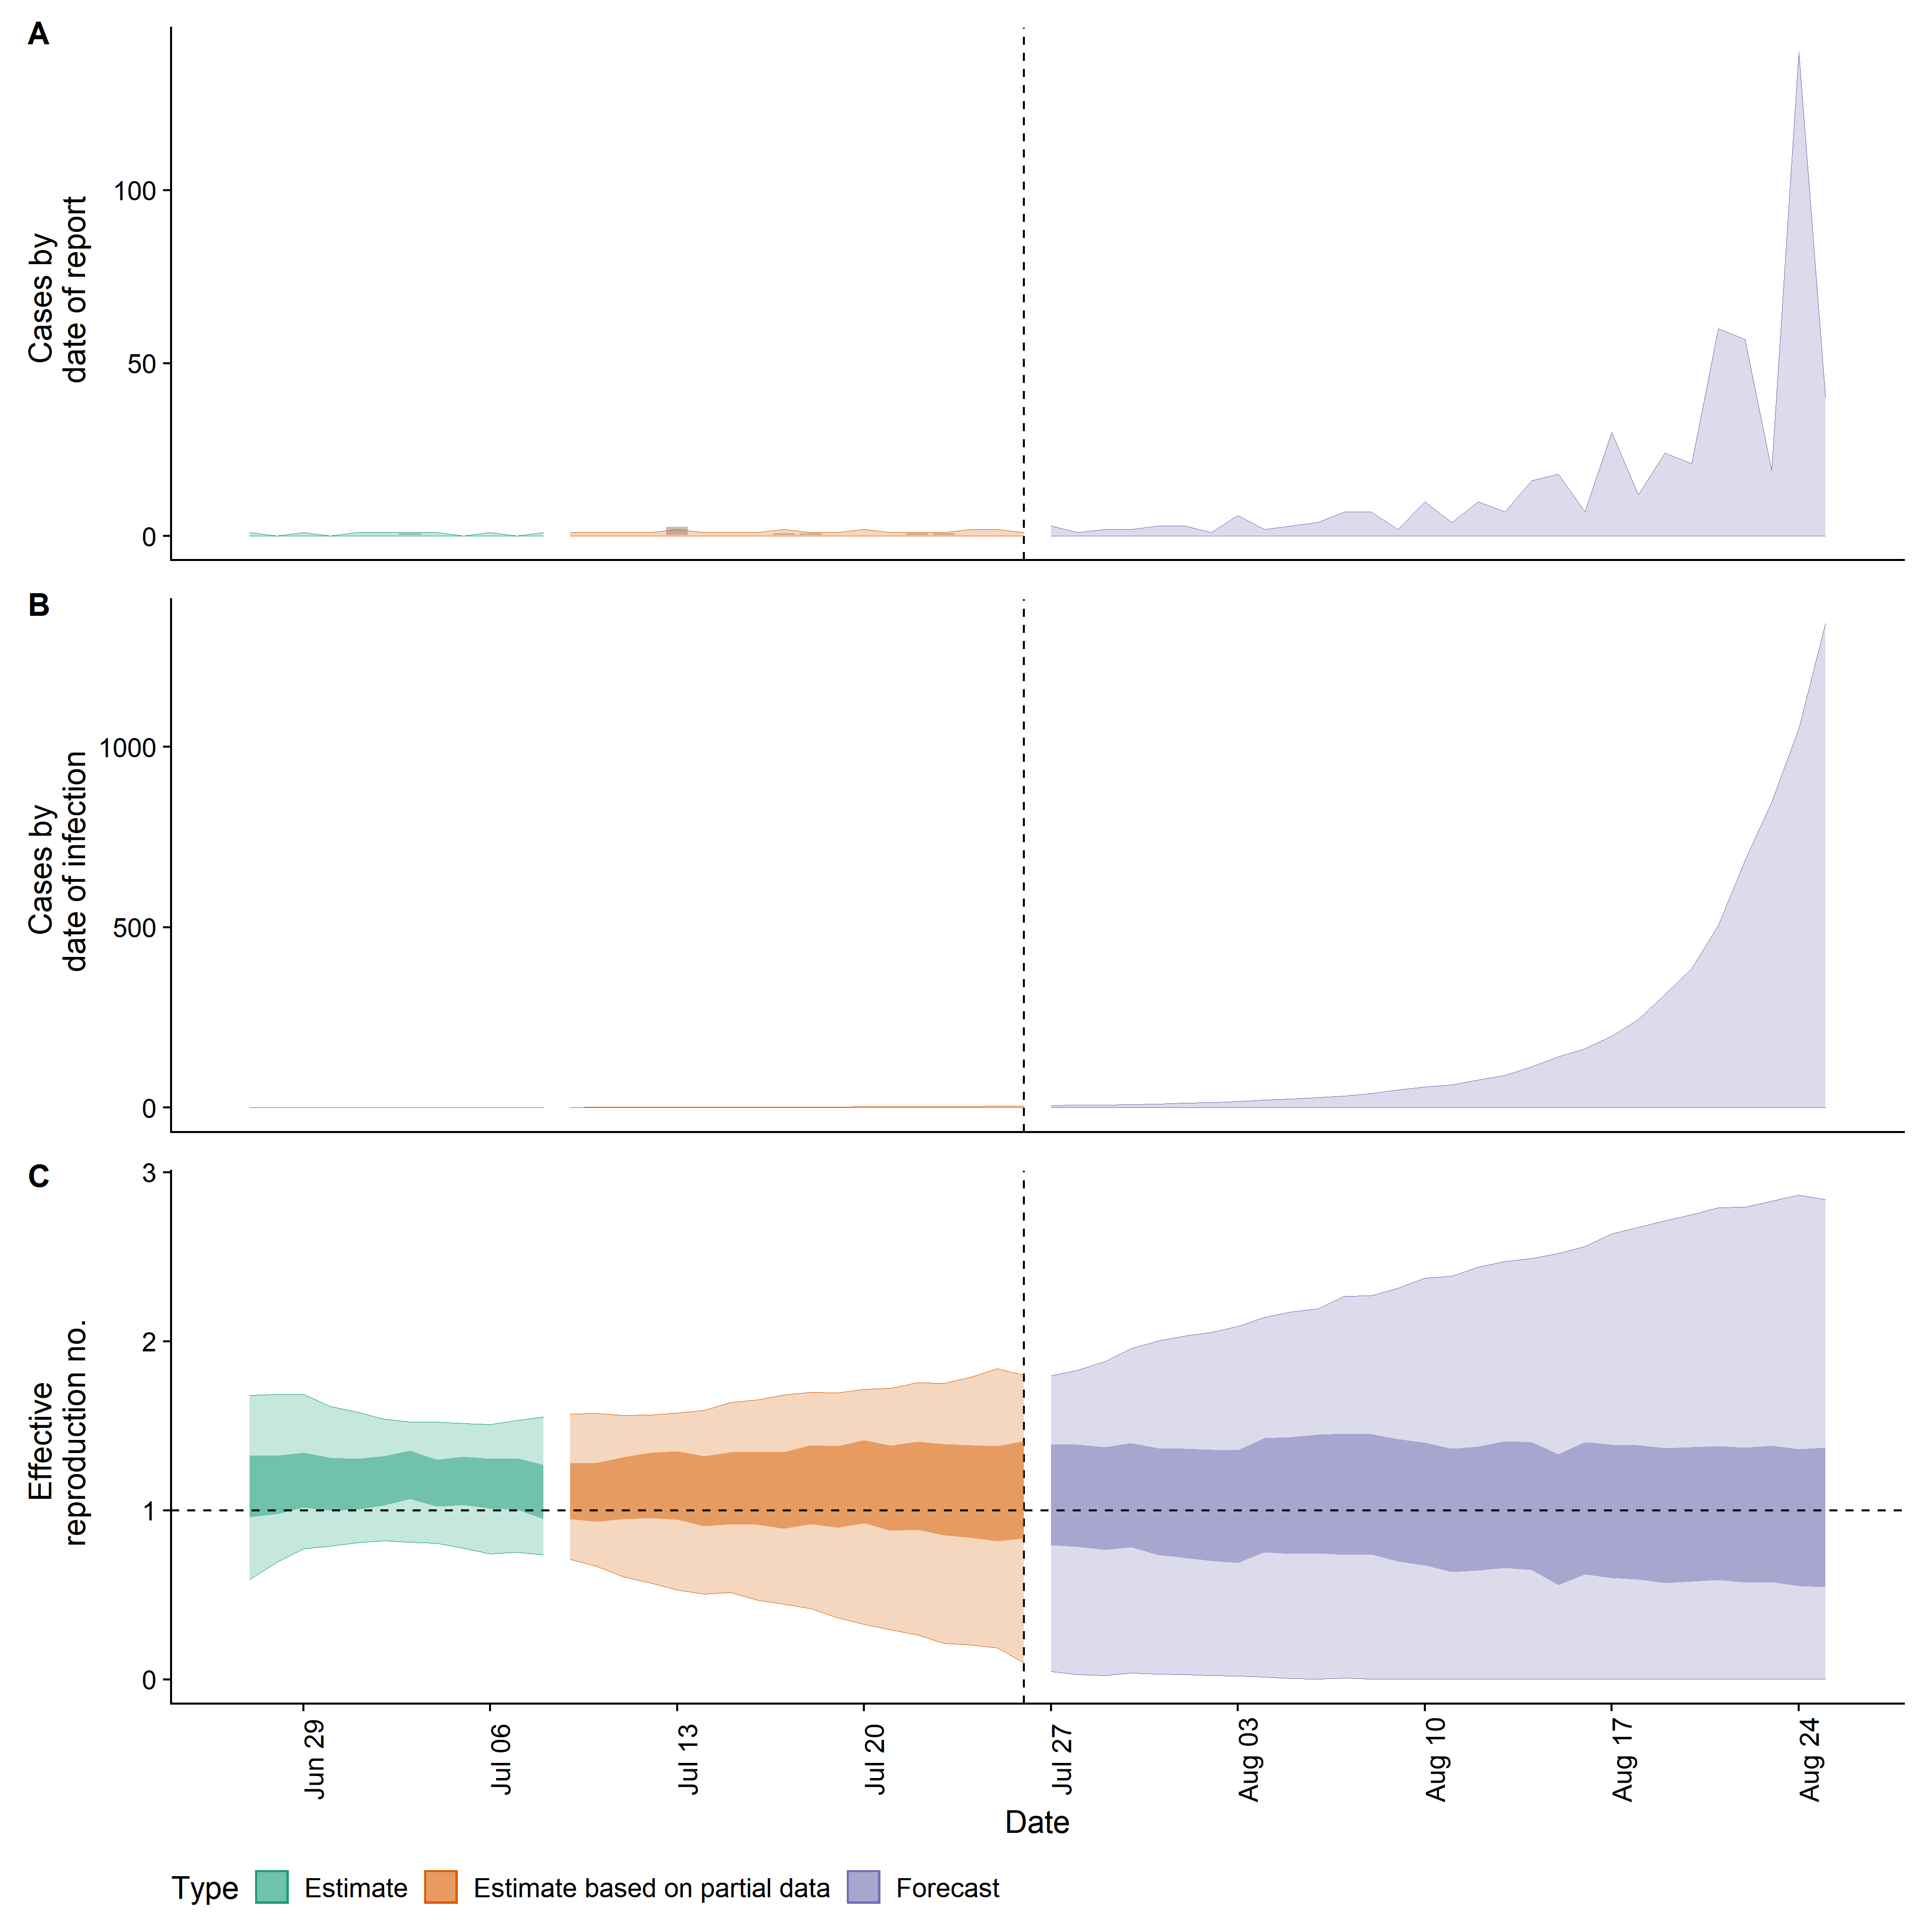 A
Cases by
date of report
100
50
0
B
Cases by
date of infection
1000
500
0
C
Effective
reproduction no.
3
2
1
0
Jun 29
Jul 06
Jul 13
Jul 20
Jul 27
Aug 03
Aug 10
Aug 17
Aug 24
Date
Type Estimate Estimate based on partial data Forecast